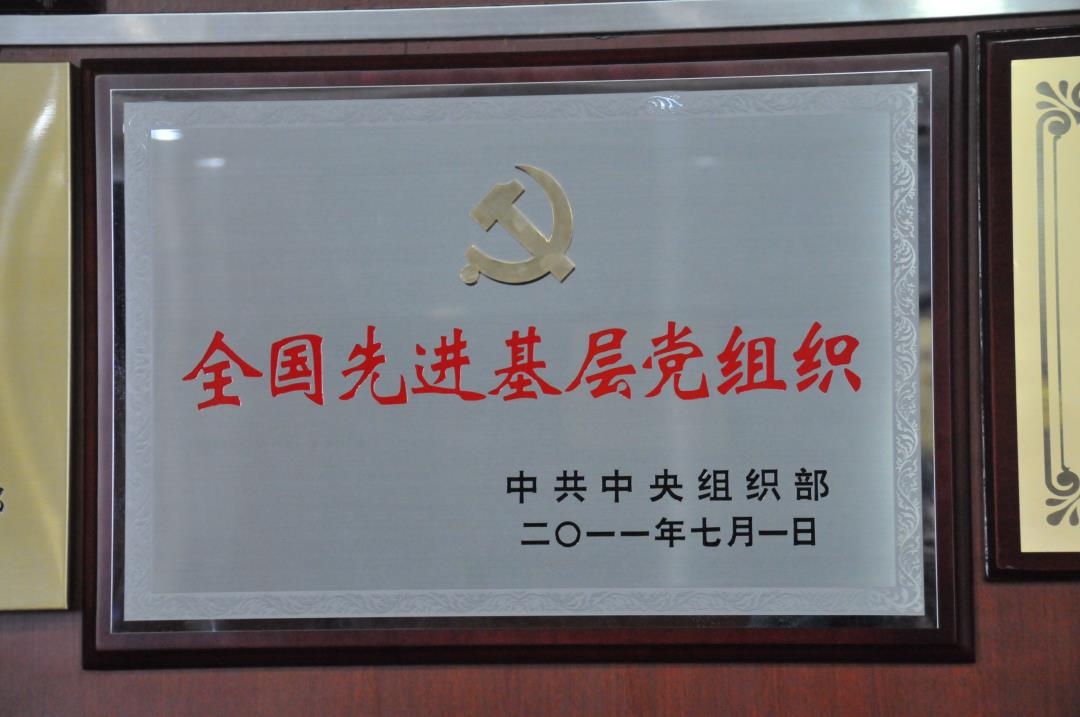 全国先进基层党组织
中共中央组织部
二〇一一年七月一日